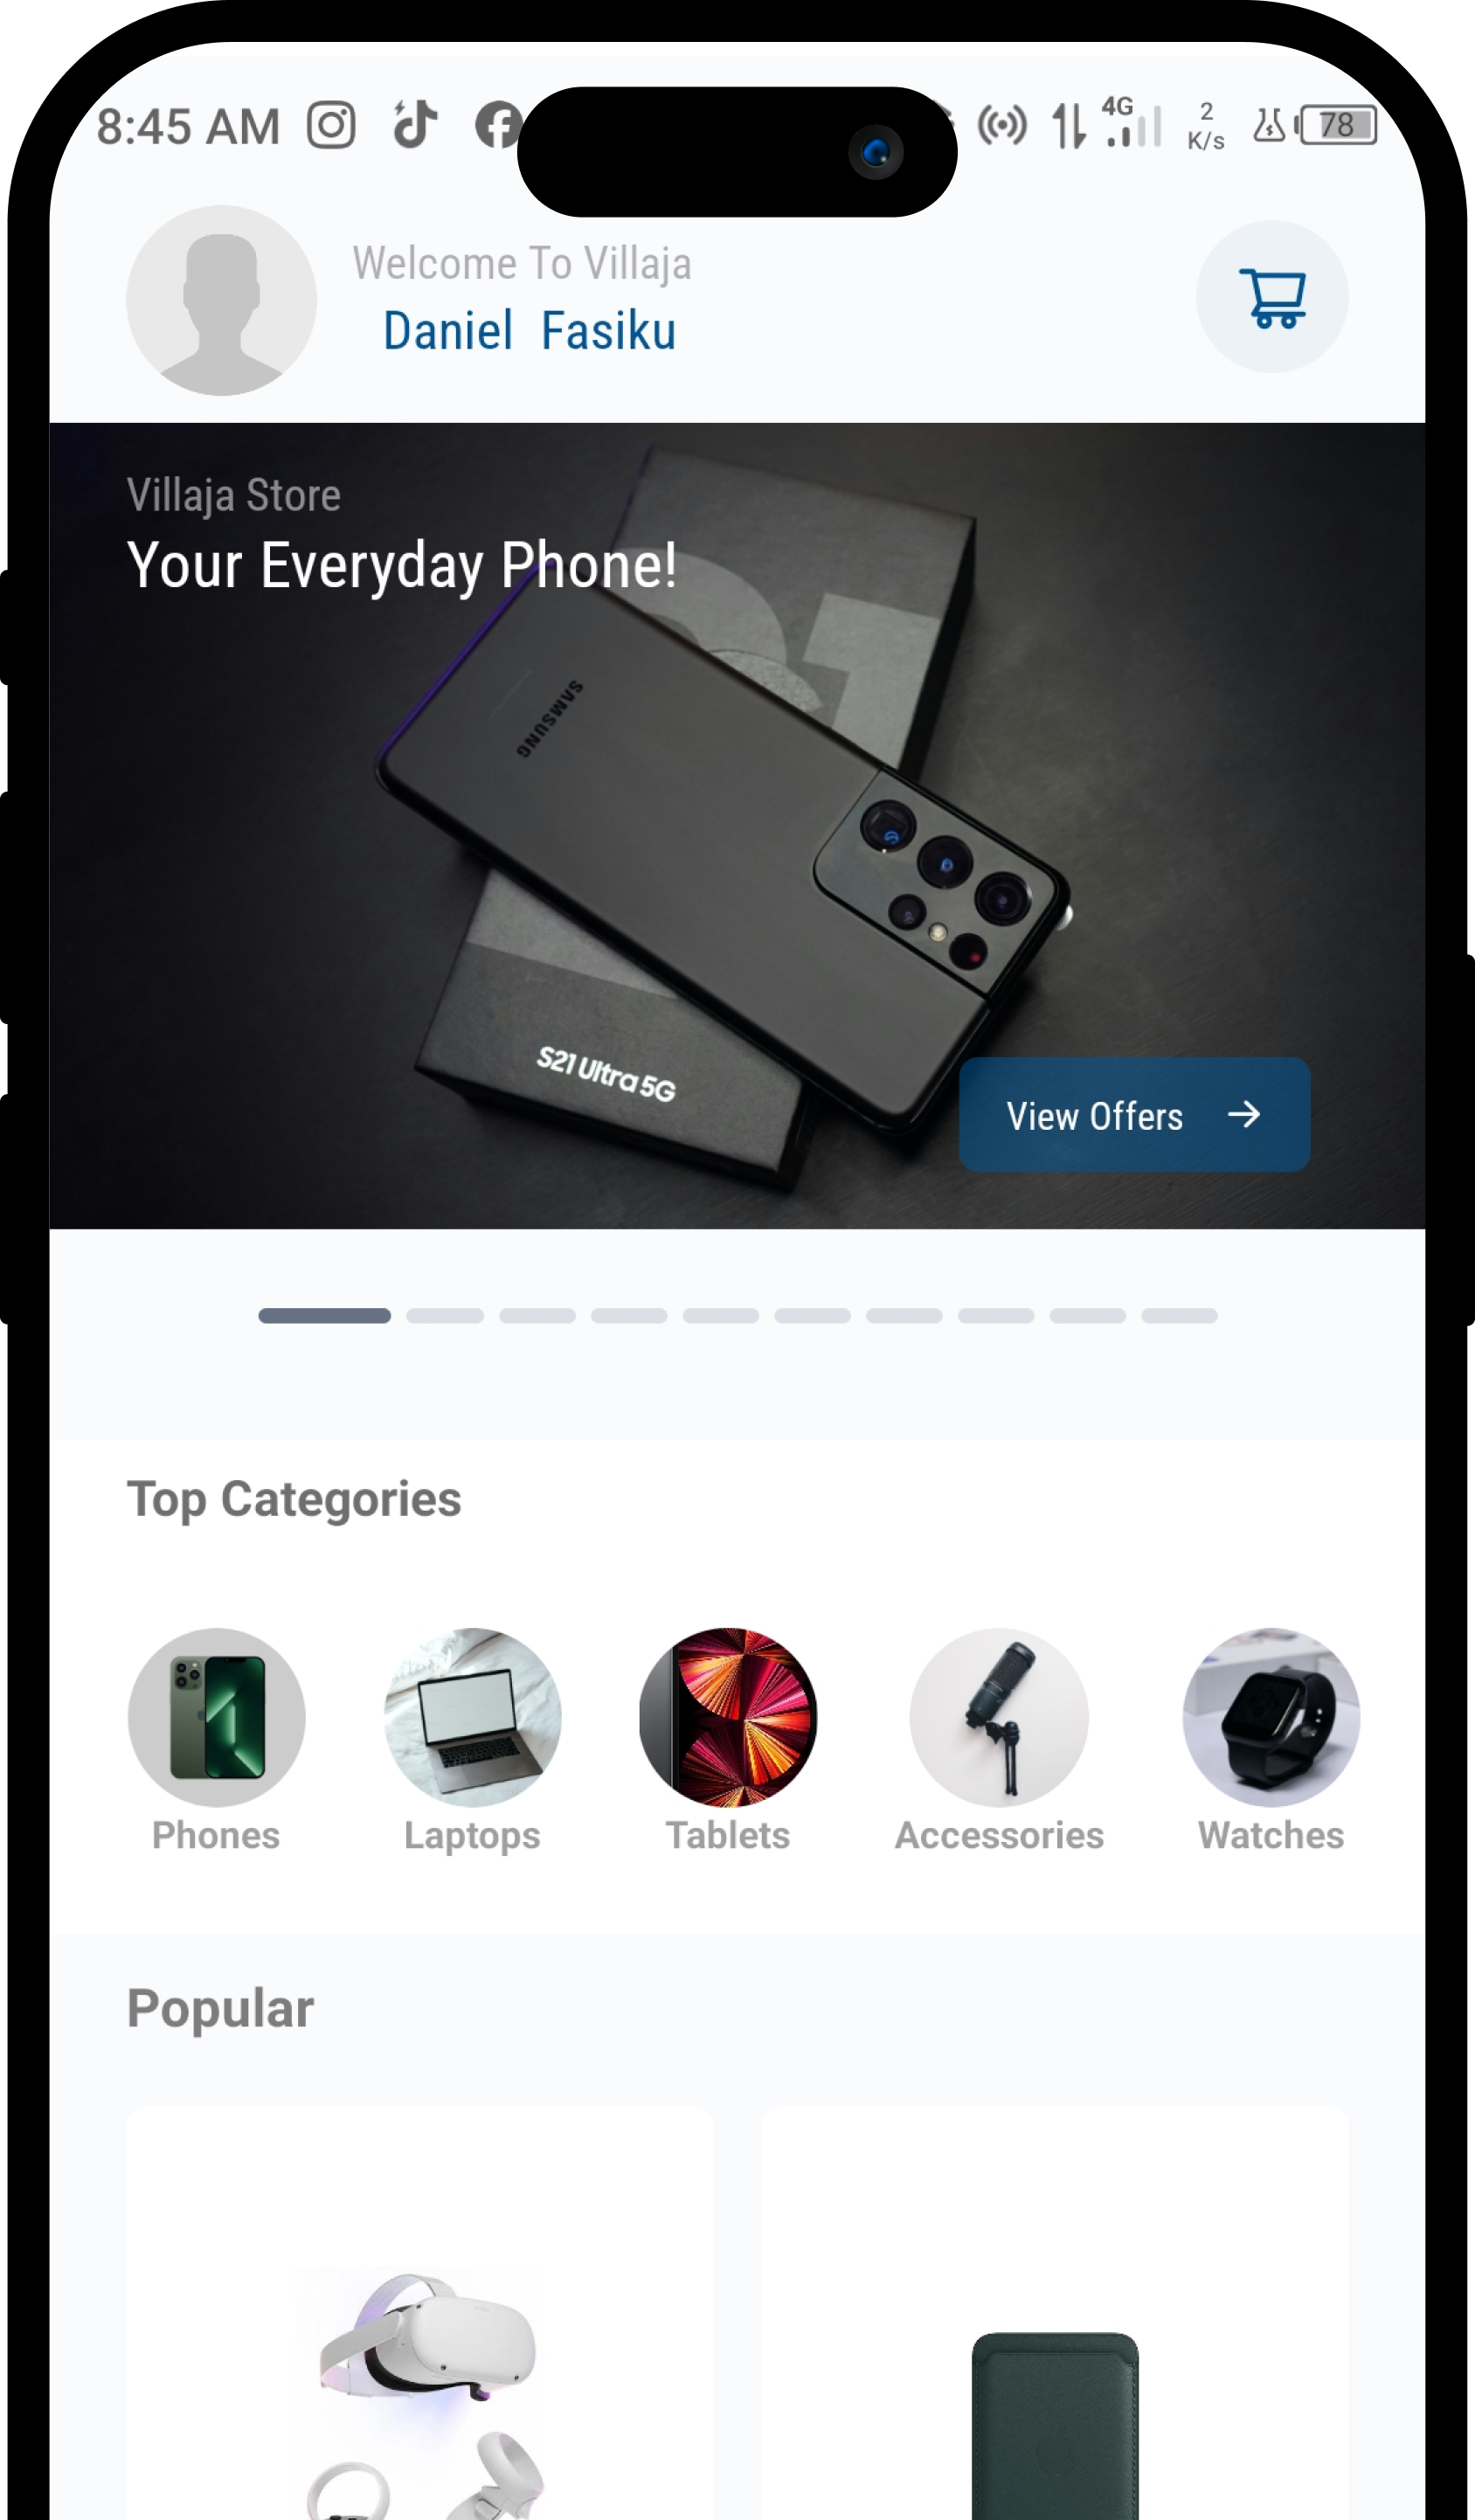 8:45 AM
4G
2
K/s
78
Welcome To Villaja
Daniel Fasiku
Villaja Store
Your Everyday Phone!
SAMSUNG
S21 Ultra 5G
View Offers
Top Categories
Phones
Laptops
Tablets
Accessories
Watches
Popular